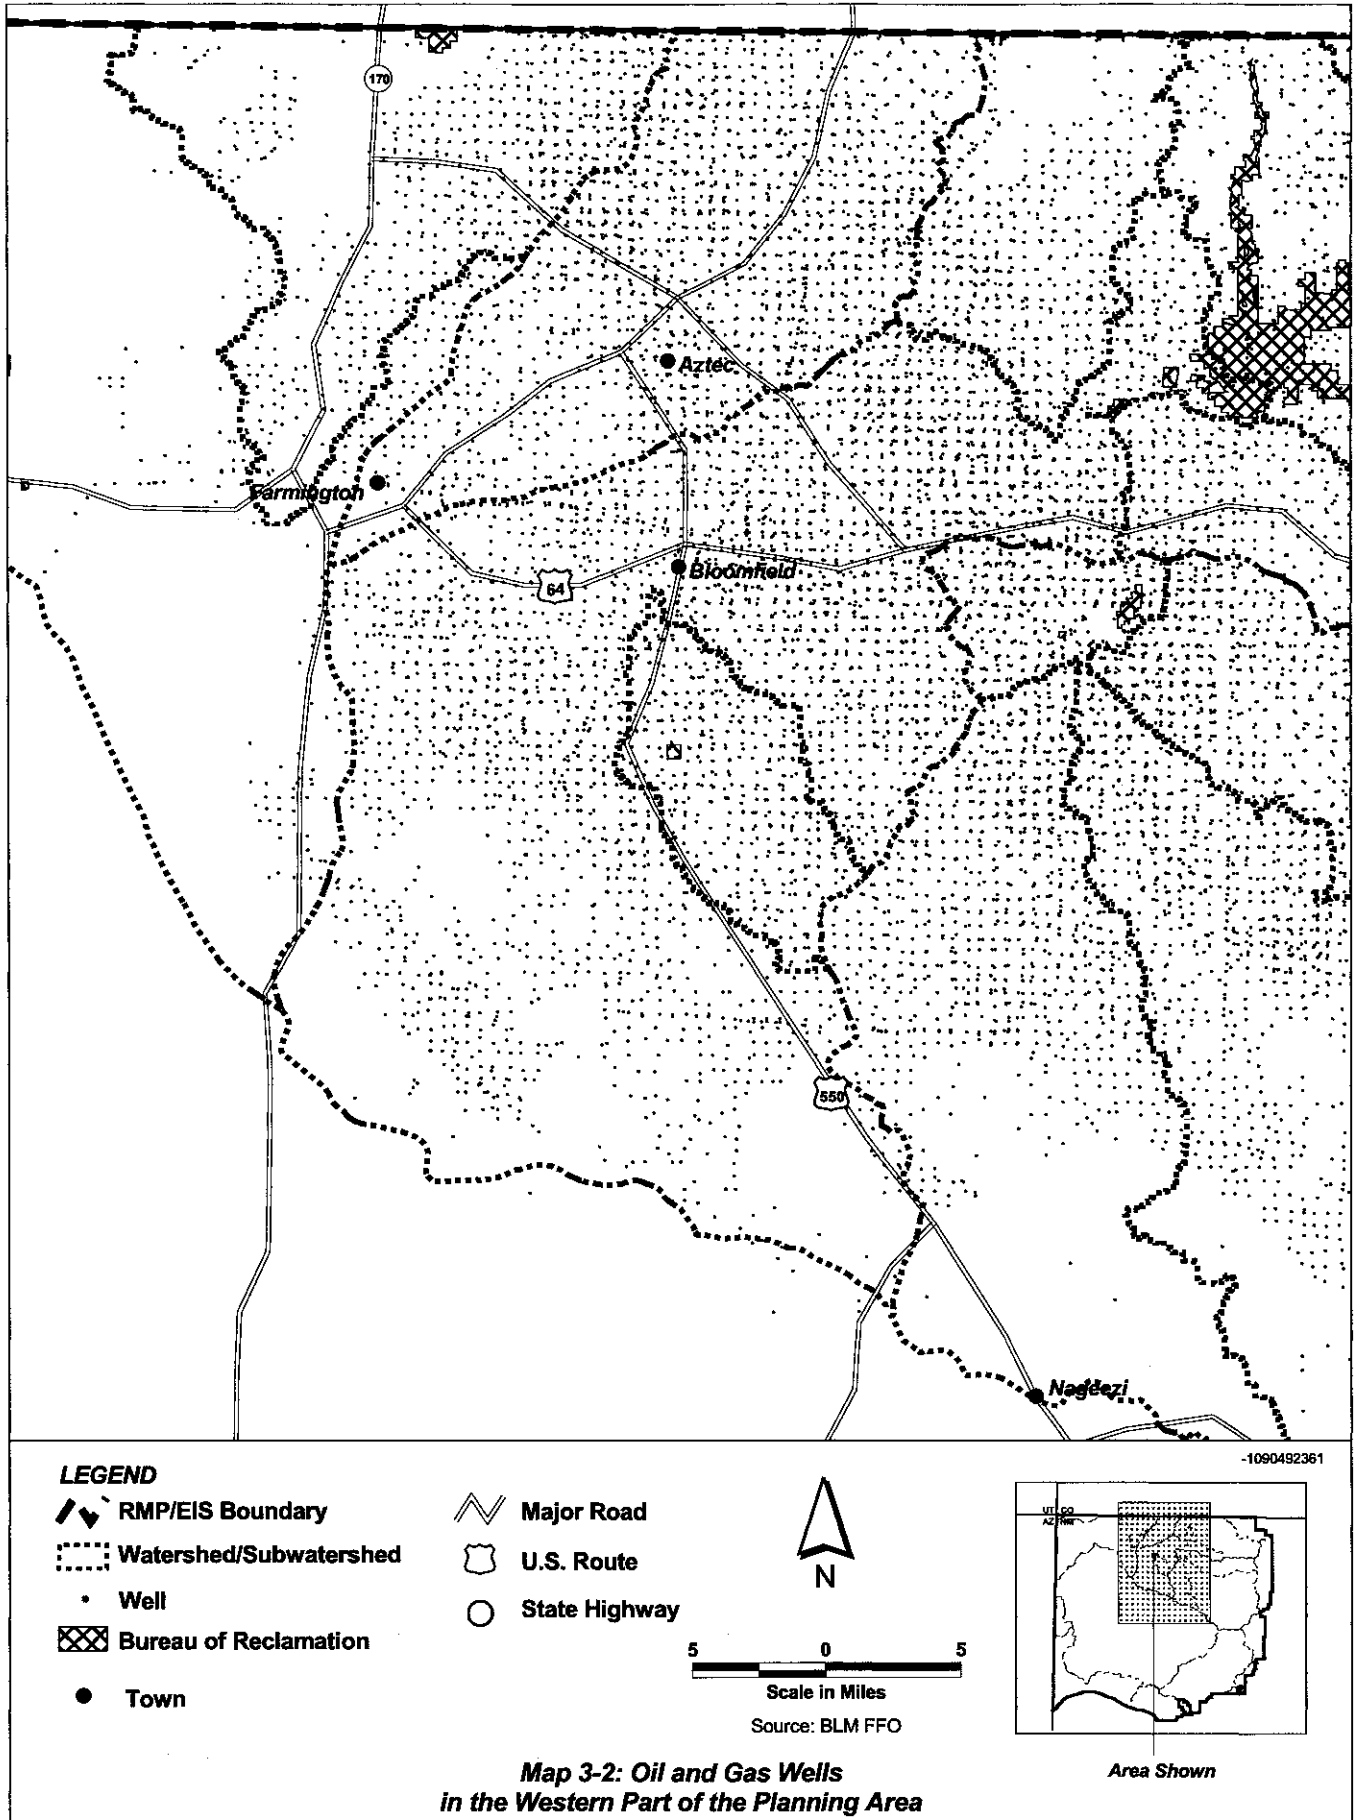 170
Aztec
Farmington
Bloomfield
64
550
Nageezi
-1090492361
LEGEND
RMP/EIS Boundary
Watershed/Subwatershed
Well
Bureau of Reclamation
Town
Major Road
U.S. Route
State Highway
N
5 0 5
Scale in Miles
Source: BLM FFO
UT CO
AZ NM
Area Shown
Map 3-2: Oil and Gas Wells
in the Western Part of the Planning Area